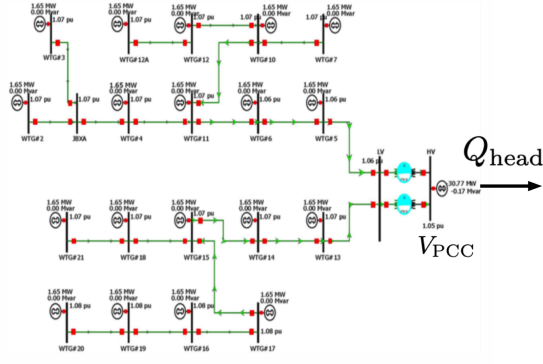 1.65 MW
0.00 Mvar
1.07 pu
WTG#3
1.65 MW
0.00 Mvar
1.07 pu
WTG#12A
1.65 MW
0.00 Mvar
1.07 pu
WTG#12
1.65 MW
0.00 Mvar
1.07 pu
WTG#10
1.65 MW
0.00 Mvar
1.07 pu
WTG#7
1.65 MW
0.00 Mvar
1.07 pu
WTG#2
1.07 pu
JBXA
1.65 MW
0.00 Mvar
1.07 pu
WTG#4
1.65 MW
0.00 Mvar
1.07 pu
WTG#11
1.65 MW
0.00 Mvar
1.06 pu
WTG#6
1.65 MW
0.00 Mvar
1.06 pu
WTG#5
LV
1.06 pu
HV
30.77 MW
-0.17 Mvar
1.05 pu
Qhead
VPCC
1.65 MW
0.00 Mvar
1.07 pu
WTG#21
1.65 MW
0.00 Mvar
1.07 pu
WTG#18
1.65 MW
0.00 Mvar
1.07 pu
WTG#15
1.65 MW
0.00 Mvar
1.07 pu
WTG#14
1.65 MW
0.00 Mvar
1.07 pu
WTG#13
1.65 MW
0.00 Mvar
1.08 pu
WTG#20
1.65 MW
0.00 Mvar
1.08 pu
WTG#19
1.65 MW
0.00 Mvar
1.08 pu
WTG#16
1.65 MW
0.00 Mvar
1.08 pu
WTG#17